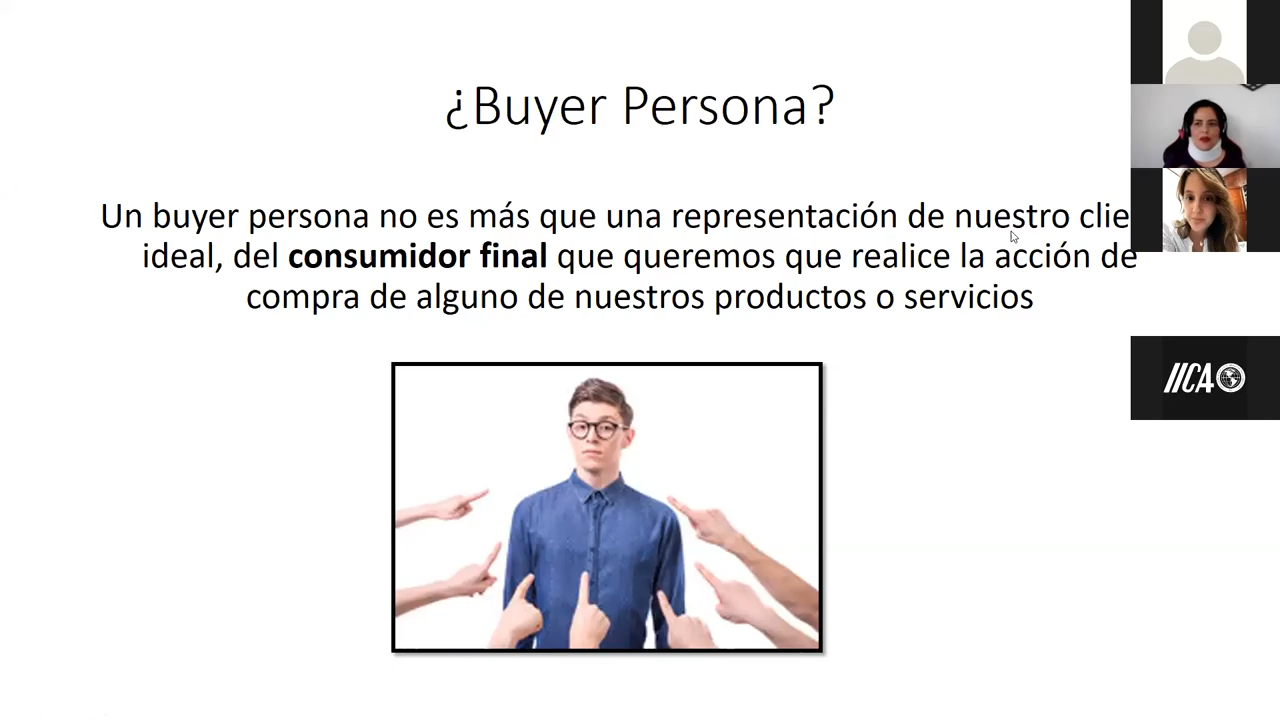 ¿Buyer Persona?
Un buyer persona no es más que una representación de nuestro
ideal, del consumidor final que queremos que realice la acción de
compra de alguno de nuestros productos o servicios
IICA